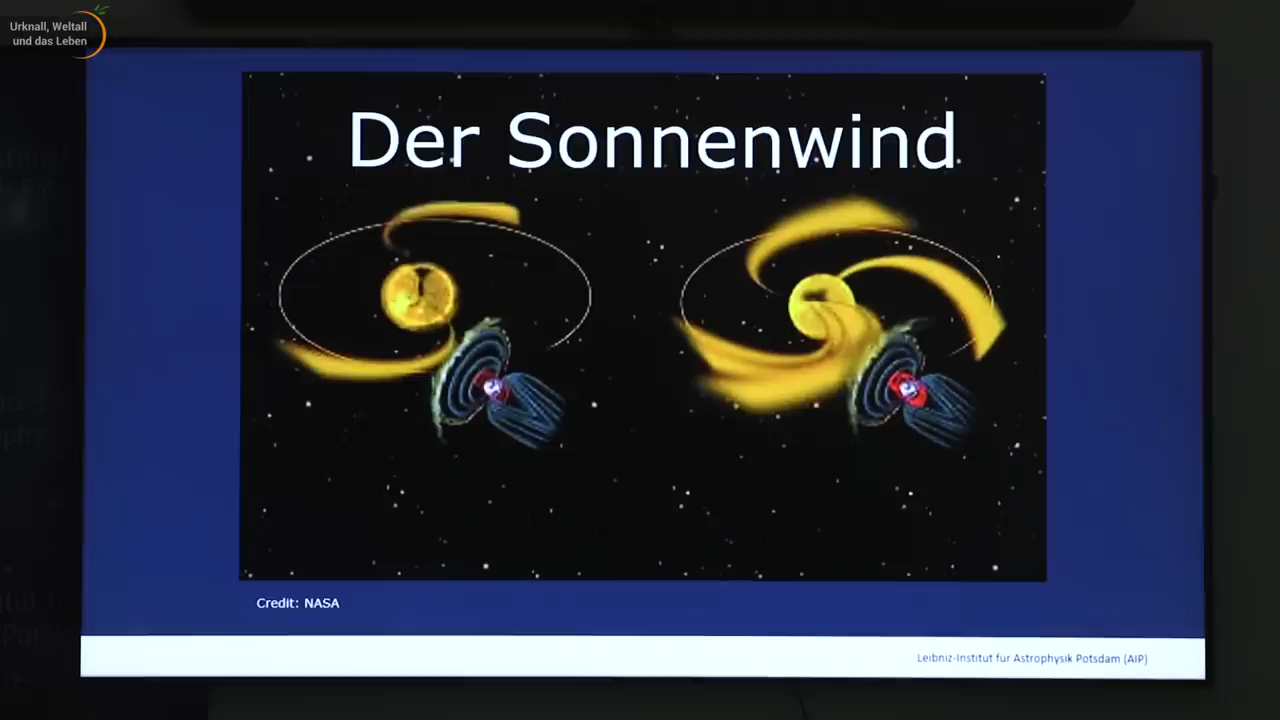 Urknall, Weltall
und das Leben
Der Sonnenwind
Credit: NASA
Leibniz-Institut für Astrophysik Potsdam (AIP)